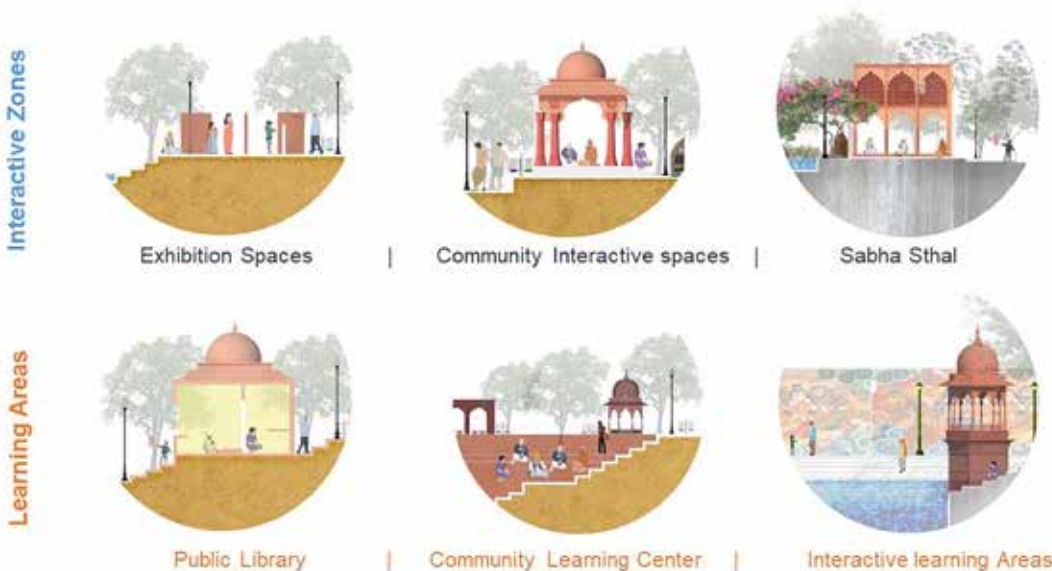 Interactive Zones
Exhibition Spaces | Community Interactive spaces | Sabha Sthal
Learning Areas
Public Library | Community Learning Center | Interactive learning Areas